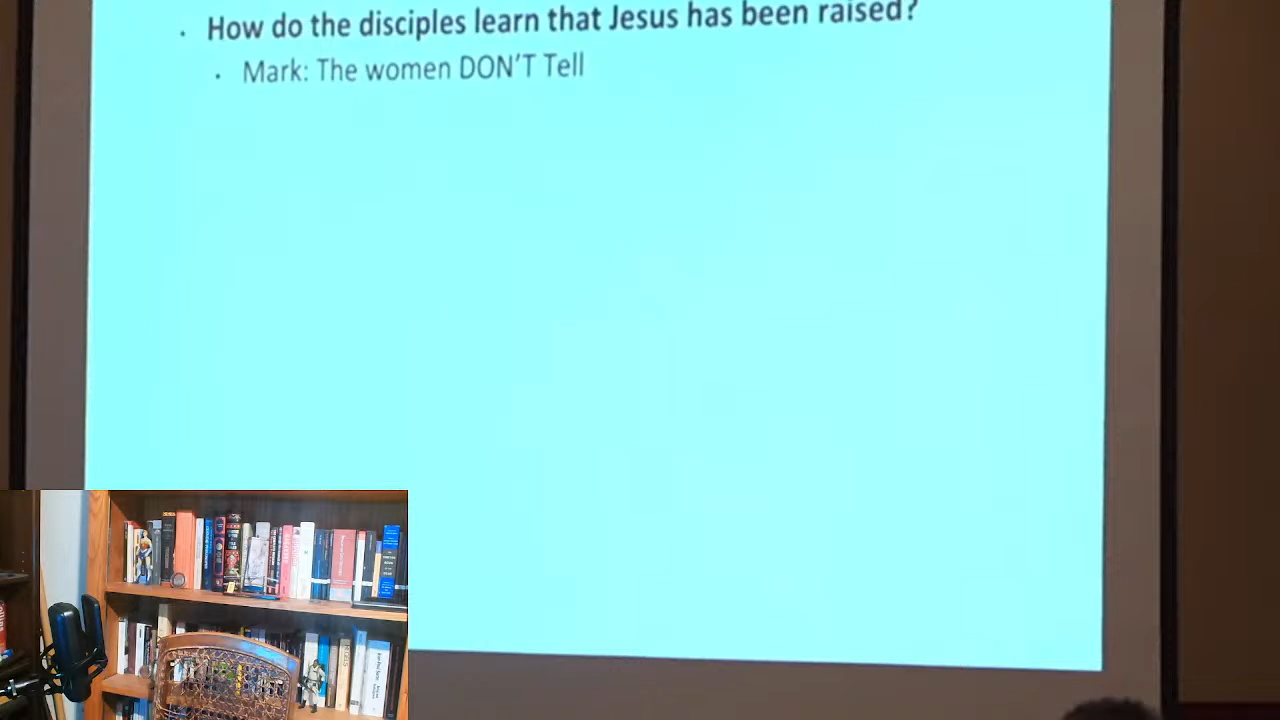 · How do the disciples learn that Jesus has been raised?
· Mark: The women DON'T Tell